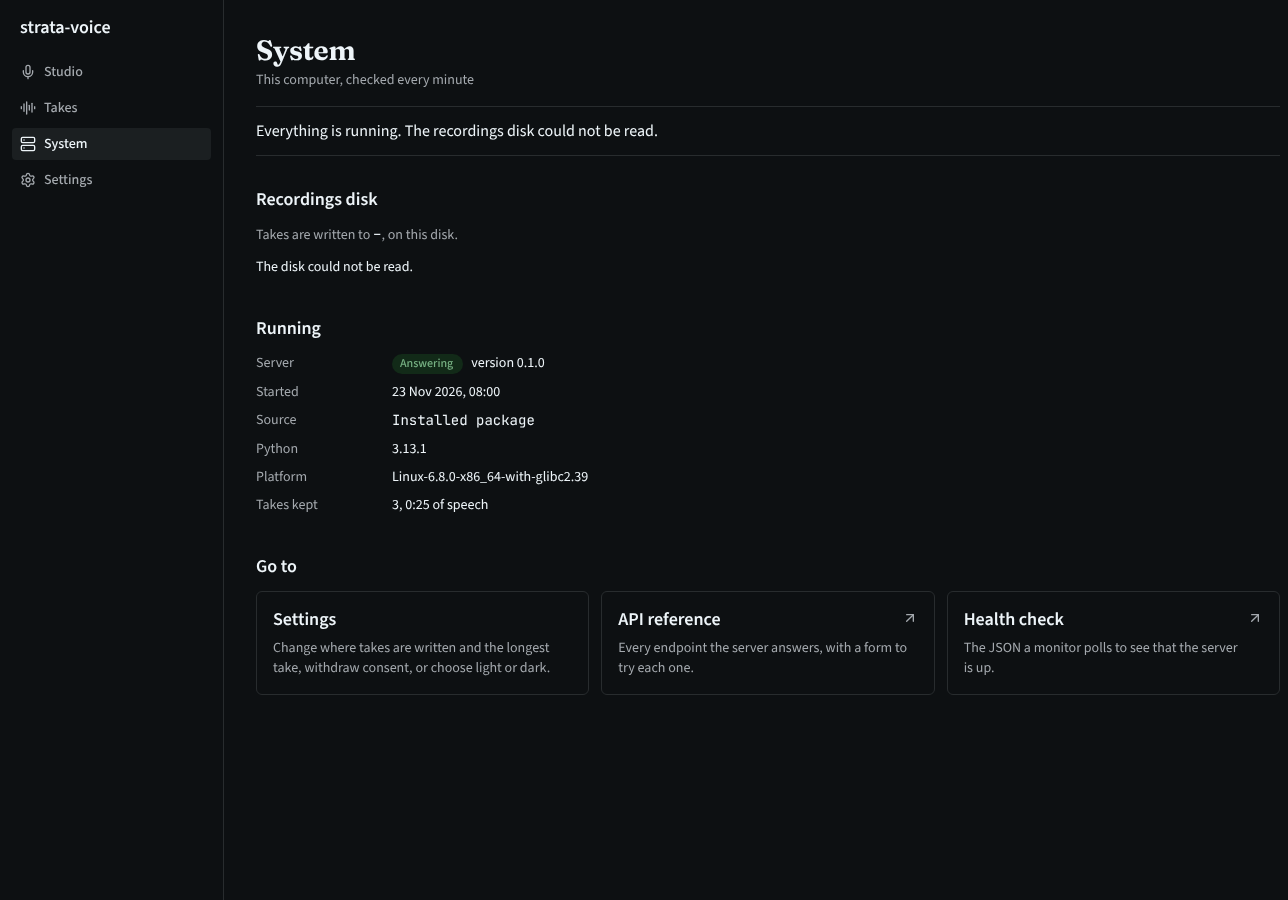 strata-voice
Studio
Takes
System
Settings
System
This computer, checked every minute
Everything is running. The recordings disk could not be read.
Recordings disk
Takes are written to –, on this disk.
The disk could not be read.
Running
Server Answering version 0.1.0
Started 23 Nov 2026, 08:00
Source Installed package
Python 3.13.1
Platform Linux-6.8.0-x86_64-with-glibc2.39
Takes kept 3, 0:25 of speech
Go to
Settings
Change where takes are written and the longest
take, withdraw consent, or choose light or dark.
API reference
Every endpoint the server answers, with a form to
try each one.
Health check
The JSON a monitor polls to see that the server
is up.